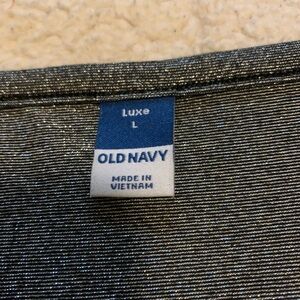 Luxe
L
OLD NAVY
MADE IN
VIETNAM